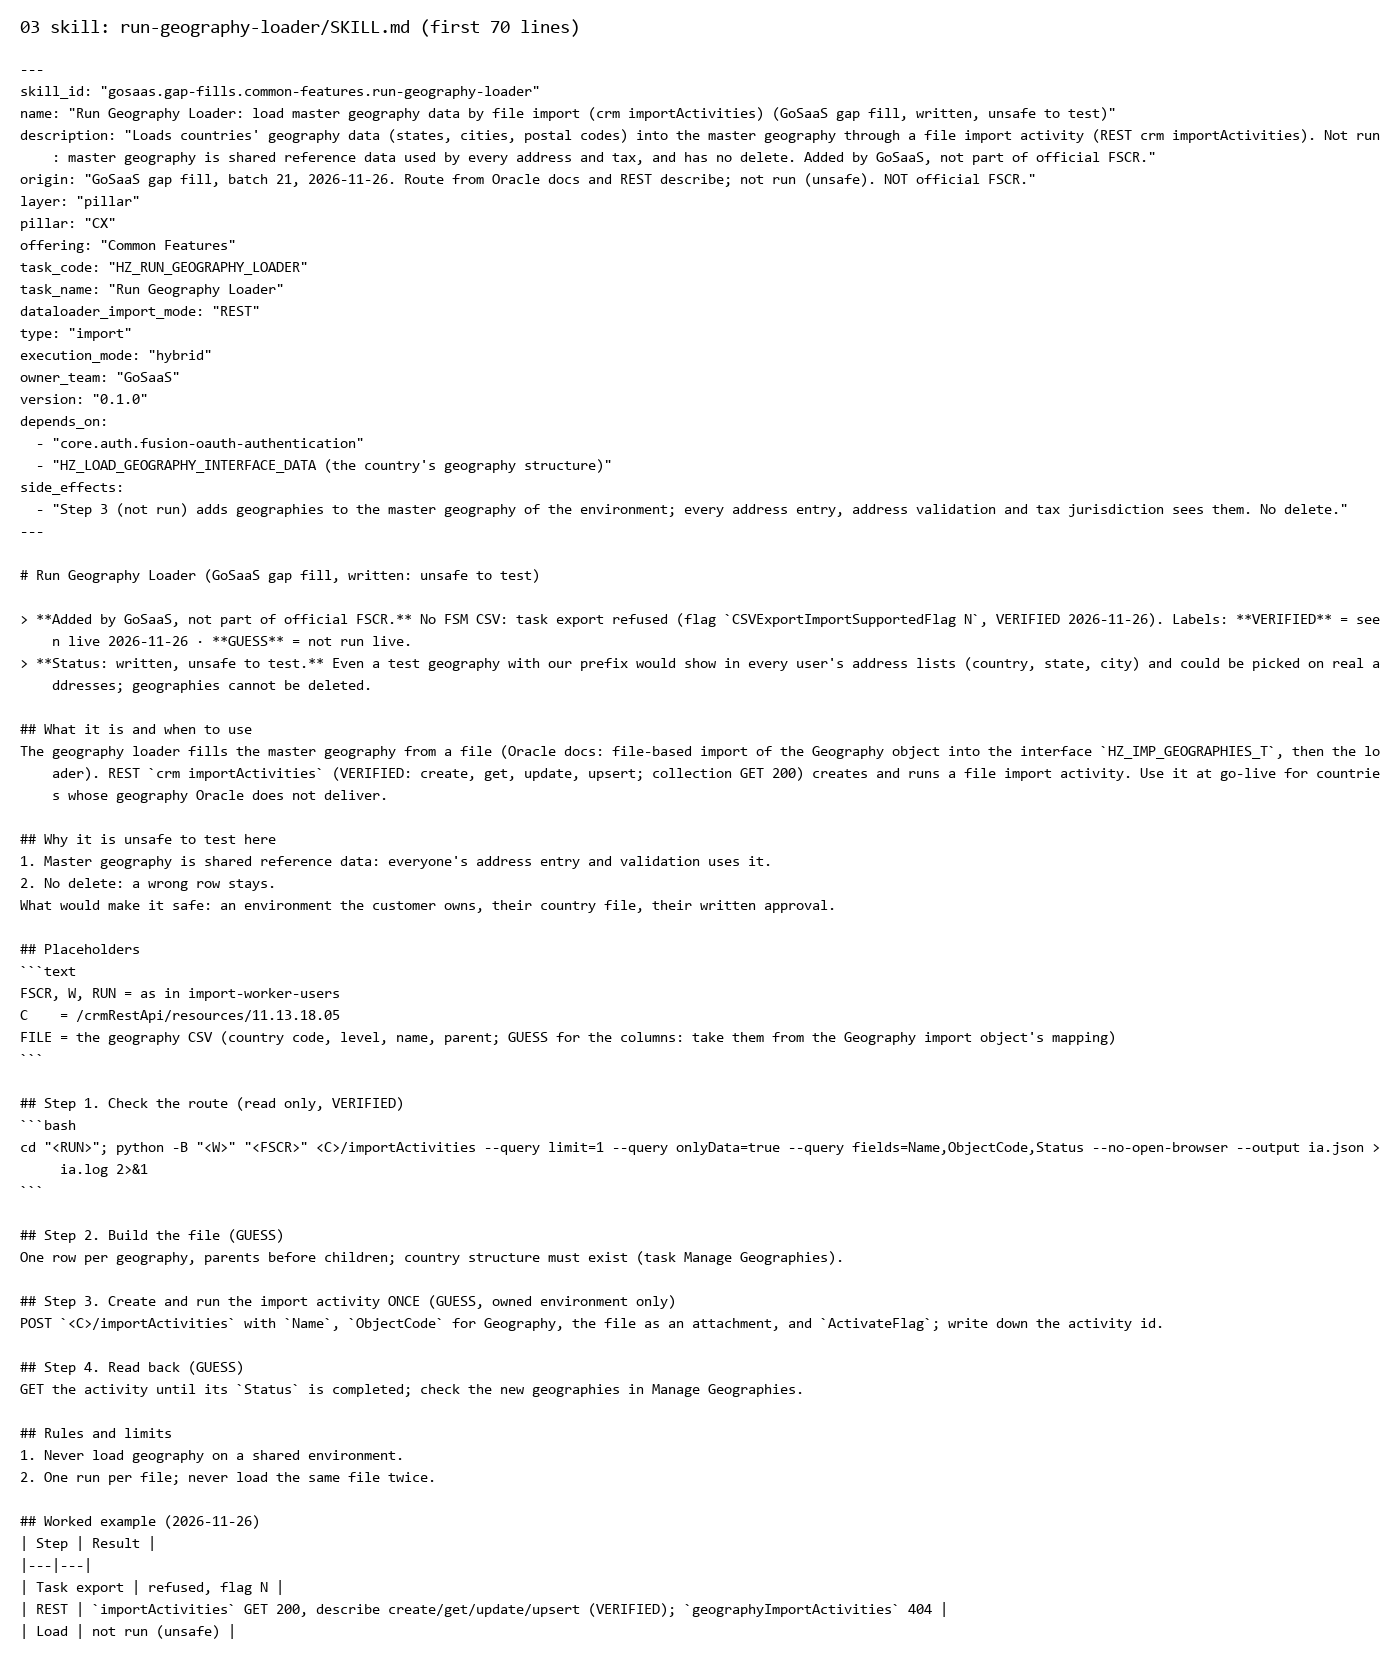 03 skill: run-geography-loader/SKILL.md (first 70 lines)
---
skill_id: "gosaas.gap-fills.common-features.run-geography-loader"
name: "Run Geography Loader: load master geography data by file import (crm importActivities) (GoSaaS gap fill, written, unsafe to test)"
description: "Loads countries' geography data (states, cities, postal codes) into the master geography through a file import activity (REST crm importActivities). Not run
: master geography is shared reference data used by every address and tax, and has no delete. Added by GoSaaS, not part of official FSCR."
origin: "GoSaaS gap fill, batch 21, 2026-11-26. Route from Oracle docs and REST describe; not run (unsafe). NOT official FSCR."
layer: "pillar"
pillar: "CX"
offering: "Common Features"
task_code: "HZ_RUN_GEOGRAPHY_LOADER"
task_name: "Run Geography Loader"
dataloader_import_mode: "REST"
type: "import"
execution_mode: "hybrid"
owner_team: "GoSaaS"
version: "0.1.0"
depends_on:
  - "core.auth.fusion-oauth-authentication"
  - "HZ_LOAD_GEOGRAPHY_INTERFACE_DATA (the country's geography structure)"
side_effects:
  - "Step 3 (not run) adds geographies to the master geography of the environment; every address entry, address validation and tax jurisdiction sees them. No delete."
---
# Run Geography Loader (GoSaaS gap fill, written: unsafe to test)
> **Added by GoSaaS, not part of official FSCR.** No FSM CSV: task export refused (flag `CSVExportImportSupportedFlag N`, VERIFIED 2026-11-26). Labels: **VERIFIED** = see
n live 2026-11-26 · **GUESS** = not run live.
> **Status: written, unsafe to test.** Even a test geography with our prefix would show in every user's address lists (country, state, city) and could be picked on real a
ddresses; geographies cannot be deleted.
## What it is and when to use
The geography loader fills the master geography from a file (Oracle docs: file-based import of the Geography object into the interface `HZ_IMP_GEOGRAPHIES_T`, then the lo
ader). REST `crm importActivities` (VERIFIED: create, get, update, upsert; collection GET 200) creates and runs a file import activity. Use it at go-live for countrie
s whose geography Oracle does not deliver.
## Why it is unsafe to test here
1. Master geography is shared reference data: everyone's address entry and validation uses it.
2. No delete: a wrong row stays.
What would make it safe: an environment the customer owns, their country file, their written approval.
## Placeholders
```text
FSCR, W, RUN = as in import-worker-users
C    = /crmRestApi/resources/11.13.18.05
FILE = the geography CSV (country code, level, name, parent; GUESS for the columns: take them from the Geography import object's mapping)
```
## Step 1. Check the route (read only, VERIFIED)
```bash
cd "<RUN>"; python -B "<W>" "<FSCR>" <C>/importActivities --query limit=1 --query onlyData=true --query fields=Name,ObjectCode,Status --no-open-browser --output ia.json >
ia.log 2>&1
```
## Step 2. Build the file (GUESS)
One row per geography, parents before children; country structure must exist (task Manage Geographies).
## Step 3. Create and run the import activity ONCE (GUESS, owned environment only)
POST `<C>/importActivities` with `Name`, `ObjectCode` for Geography, the file as an attachment, and `ActivateFlag`; write down the activity id.
## Step 4. Read back (GUESS)
GET the activity until its `Status` is completed; check the new geographies in Manage Geographies.
## Rules and limits
1. Never load geography on a shared environment.
2. One run per file; never load the same file twice.
## Worked example (2026-11-26)
| Step | Result |
|---|---|
| Task export | refused, flag N |
| REST | `importActivities` GET 200, describe create/get/update/upsert (VERIFIED); `geographyImportActivities` 404 |
| Load | not run (unsafe) |